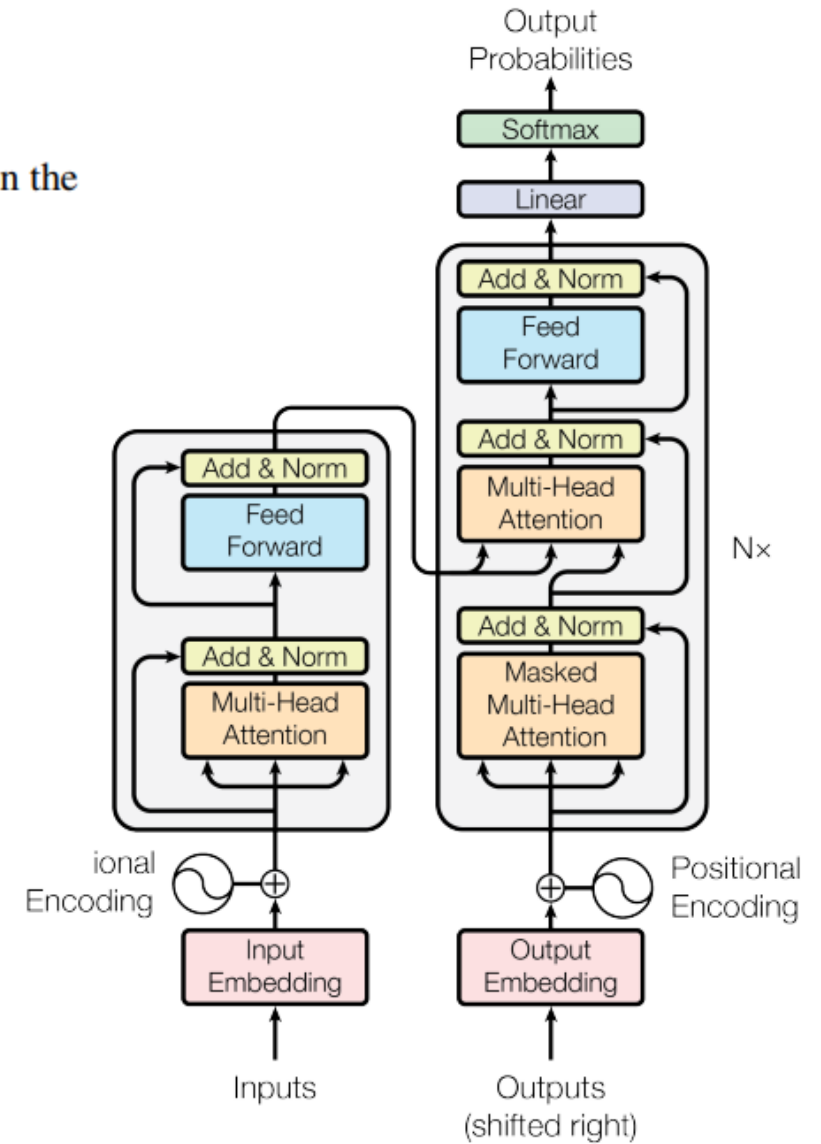 Output
Probabilities
Softmax
n the
Linear
Add & Norm
Feed
Forward
Add & Norm
Multi-Head
Attention
Add & Norm
Feed
Forward
N×
Add & Norm
Masked
Multi-Head
Attention
Add & Norm
Multi-Head
Attention
ional
Encoding
Positional
Encoding
Input
Embedding
Output
Embedding
Inputs
Outputs
(shifted right)